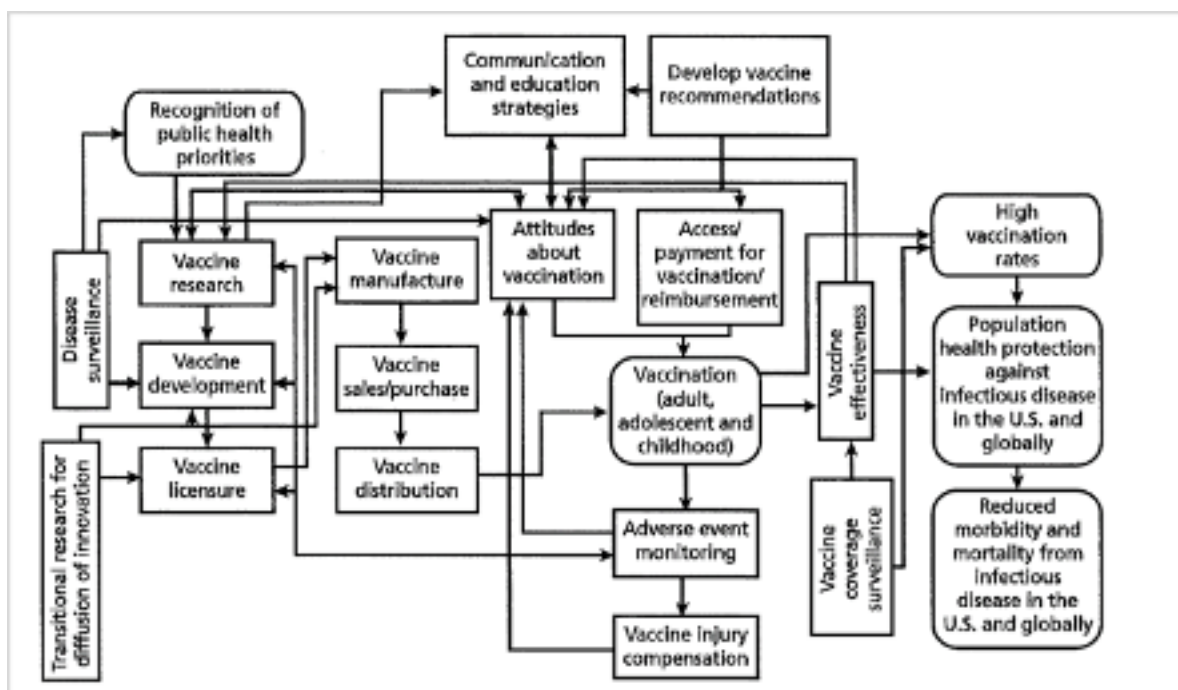 Communication
and education
strategies
Develop vaccine
recommendations
Recognition of
public health
priorities
High
vaccination
rates
Attitudes
about
vaccination
Access/
payment for
vaccination/
reimbursement
Vaccine
research
Vaccine
manufacture
Disease
surveillance
Vaccine
effectiveness
Population
health protection
against
infectious disease
in the U.S. and
globally
Vaccine
development
Vaccine
sales/purchase
Vaccination
(adult,
adolescent and
childhood)
Vaccine
licensure
Vaccine
distribution
Transitional research for
diffusion of innovation
Adverse event
monitoring
Vaccine
coverage
surveillance
Reduced
morbidity and
mortality from
infectious
disease in the
U.S. and globally
Vaccine injury
compensation